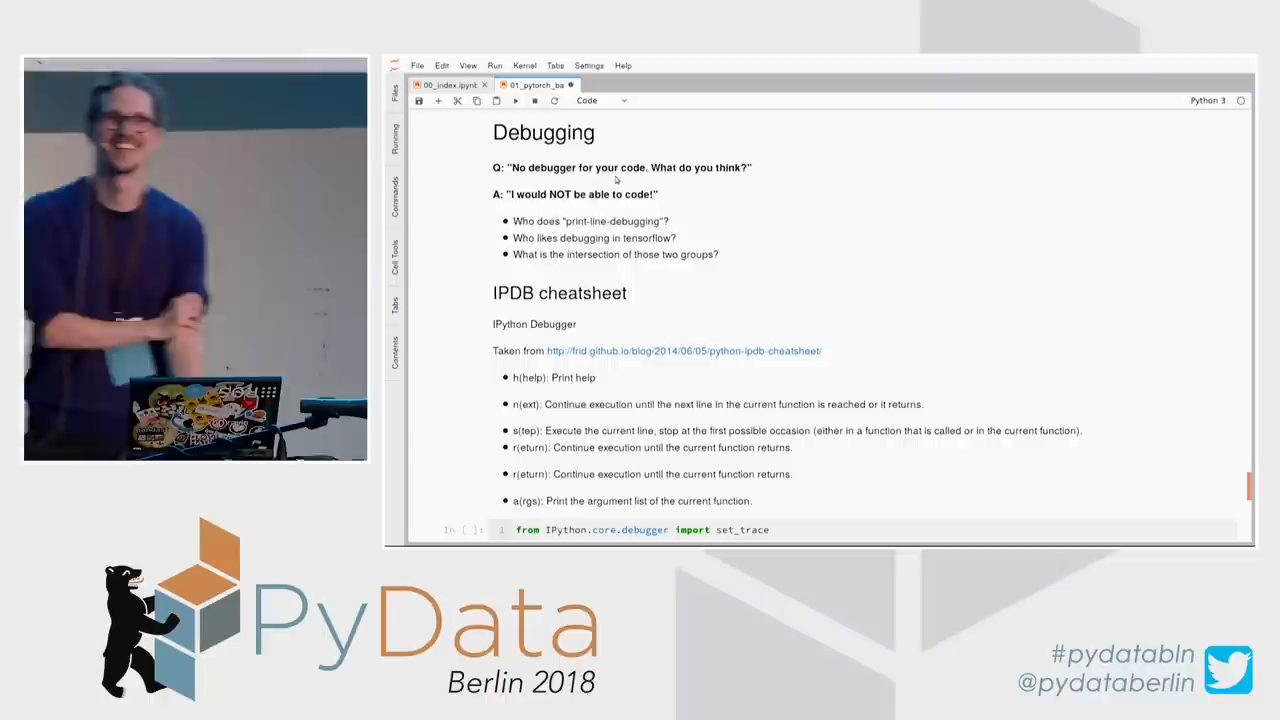 File Edit View Run Kernel Tabs Settings Help
00_index.ipynb
01_pytorch_ba
Code
Python 3
Files
Running
Commands
Cell Tools
Tabs
Contents
Debugging
Q: "No debugger for your code. What do you think?"
A: "I would NOT be able to code!"
Who does "print-line-debugging"?
Who likes debugging in tensorflow?
What is the intersection of those two groups?
IPDB cheatsheet
IPython Debugger
Taken from http://frid.github.io/blog/2014/06/05/python-ipdb-cheatsheet/
h(help): Print help
n(ext): Continue execution until the next line in the current function is reached or it returns.
s(tep): Execute the current line, stop at the first possible occasion (either in a function that is called or in the current function).
r(eturn): Continue execution until the current function returns.
r(eturn): Continue execution until the current function returns.
a(rgs): Print the argument list of the current function.
In [ ]: 1 from IPython.core.debugger import set_trace
PyData
Berlin 2018
#pydatabln
@pydataberlin